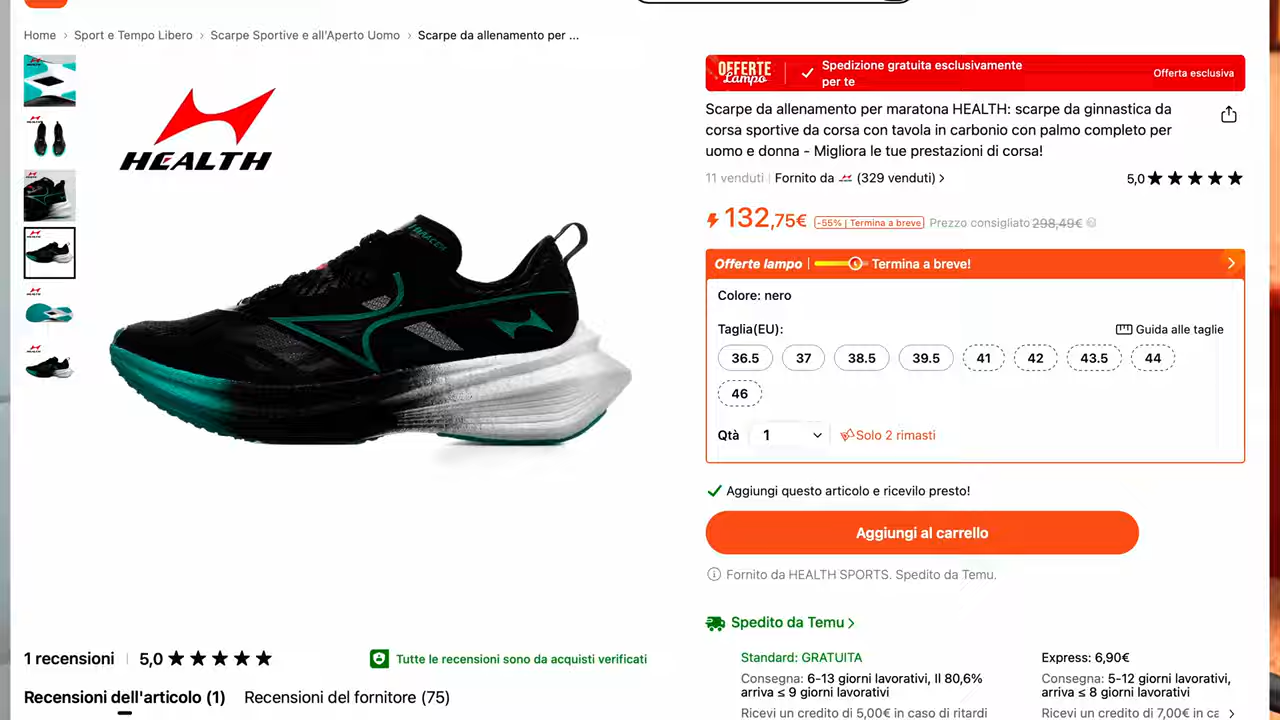 Home › Sport e Tempo Libero › Scarpe Sportive e all'Aperto Uomo › Scarpe da allenamento per ...
HEALTH
OFFERTE
Lampo
Spedizione gratuita esclusivamente
per te
Offerta esclusiva
Scarpe da allenamento per maratona HEALTH: scarpe da ginnastica da
corsa sportive da corsa con tavola in carbonio con palmo completo per
uomo e donna - Migliora le tue prestazioni di corsa!
11 venduti | Fornito da (329 venduti) >
5,0
132,75€ -55% | Termina a breve Prezzo consigliato 298,49€
Offerte lampo | Termina a breve!
Colore: nero
Taglia(EU):
Guida alle taglie
36.5 37 38.5 39.5 41 42 43.5 44
46
Qtà 1 Solo 2 rimasti
Aggiungi questo articolo e ricevilo presto!
Aggiungi al carrello
Fornito da HEALTH SPORTS. Spedito da Temu.
Spedito da Temu >
Standard: GRATUITA
Consegna: 6-13 giorni lavorativi, Il 80,6%
arriva ≤ 9 giorni lavorativi
Ricevi un credito di 5,00€ in caso di ritardi
Express: 6,90€
Consegna: 5-12 giorni lavorativi,
arriva ≤ 8 giorni lavorativi
Ricevi un credito di 7,00€ in ca
1 recensioni | 5,0
Tutte le recensioni sono da acquisti verificati
Recensioni dell'articolo (1) Recensioni del fornitore (75)